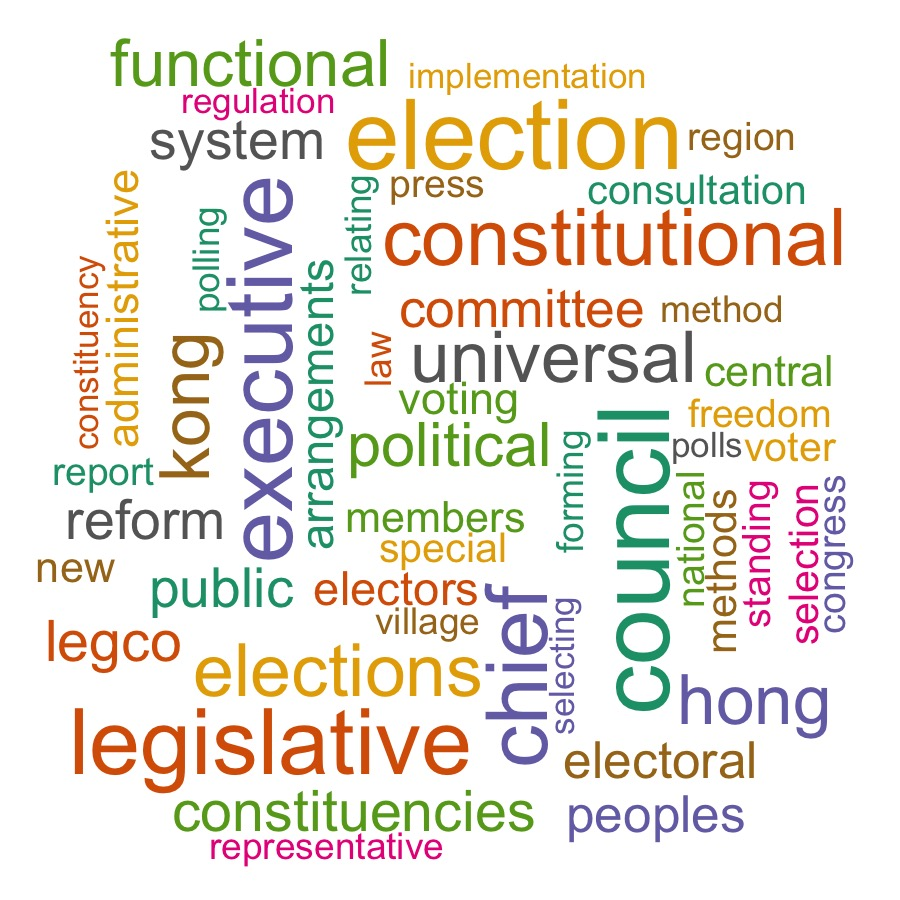 functional
implementation
regulation
system
election
region
press
consultation
administrative
polling
executive
relating
constitutional
constituency
kong
arrangements
committee
method
law
universal
central
voting
freedom
political
forming
council
polls
voter
report
reform
members
national
methods
standing
selection
congress
special
new
public
electors
village
chief
selecting
legco
elections
hong
legislative
electoral
constituencies
peoples
representative